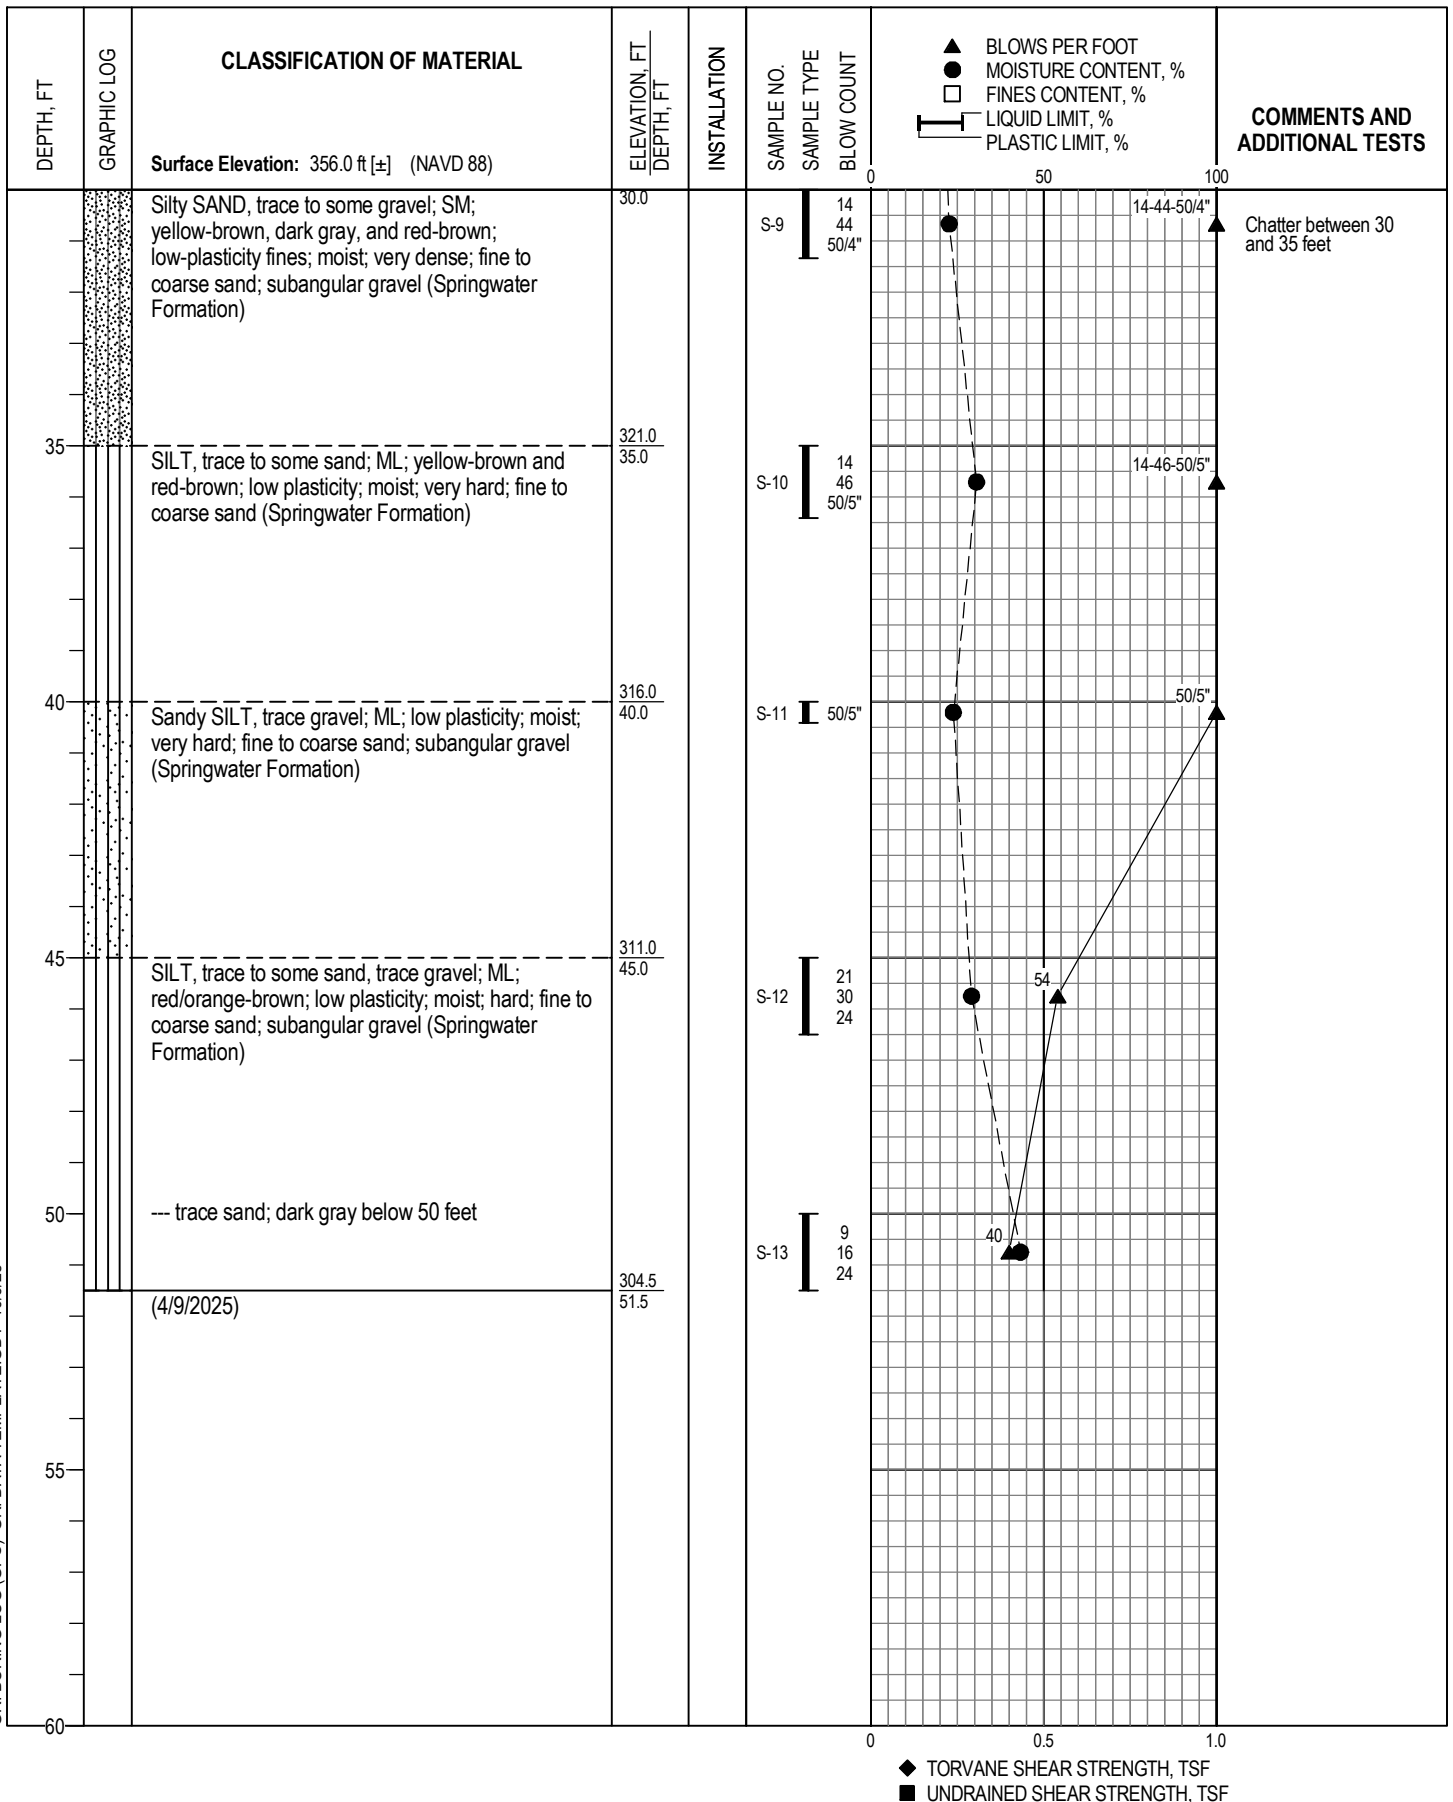 DEPTH, FT
GRAPHIC LOG
CLASSIFICATION OF MATERIAL
Surface Elevation: 356.0 ft [±] (NAVD 88)
ELEVATION, FT
DEPTH, FT
INSTALLATION
SAMPLE NO.
SAMPLE TYPE
BLOW COUNT
BLOWS PER FOOT
MOISTURE CONTENT, %
FINES CONTENT, %
LIQUID LIMIT, %
PLASTIC LIMIT, %
0 50 100
COMMENTS AND
ADDITIONAL TESTS
Silty SAND, trace to some gravel; SM;
yellow-brown, dark gray, and red-brown;
low-plasticity fines; moist; very dense; fine to
coarse sand; subangular gravel (Springwater
Formation)
30.0
S-9
14
44
50/4"
14-44-50/4"
Chatter between 30
and 35 feet
35
SILT, trace to some sand; ML; yellow-brown and
red-brown; low plasticity; moist; very hard; fine to
coarse sand (Springwater Formation)
321.0
35.0
S-10
14
46
50/5"
14-46-50/5"
40
Sandy SILT, trace gravel; ML; low plasticity; moist;
very hard; fine to coarse sand; subangular gravel
(Springwater Formation)
316.0
40.0
S-11
50/5"
50/5"
45
SILT, trace to some sand, trace gravel; ML;
red/orange-brown; low plasticity; moist; hard; fine to
coarse sand; subangular gravel (Springwater
Formation)
311.0
45.0
S-12
21
30
24
54
50
--- trace sand; dark gray below 50 feet
S-13
9
16
24
40
304.5
51.5
(4/9/2025)
55
60
0 0.5 1.0
TORVANE SHEAR STRENGTH, TSF
UNDRAINED SHEAR STRENGTH, TSF